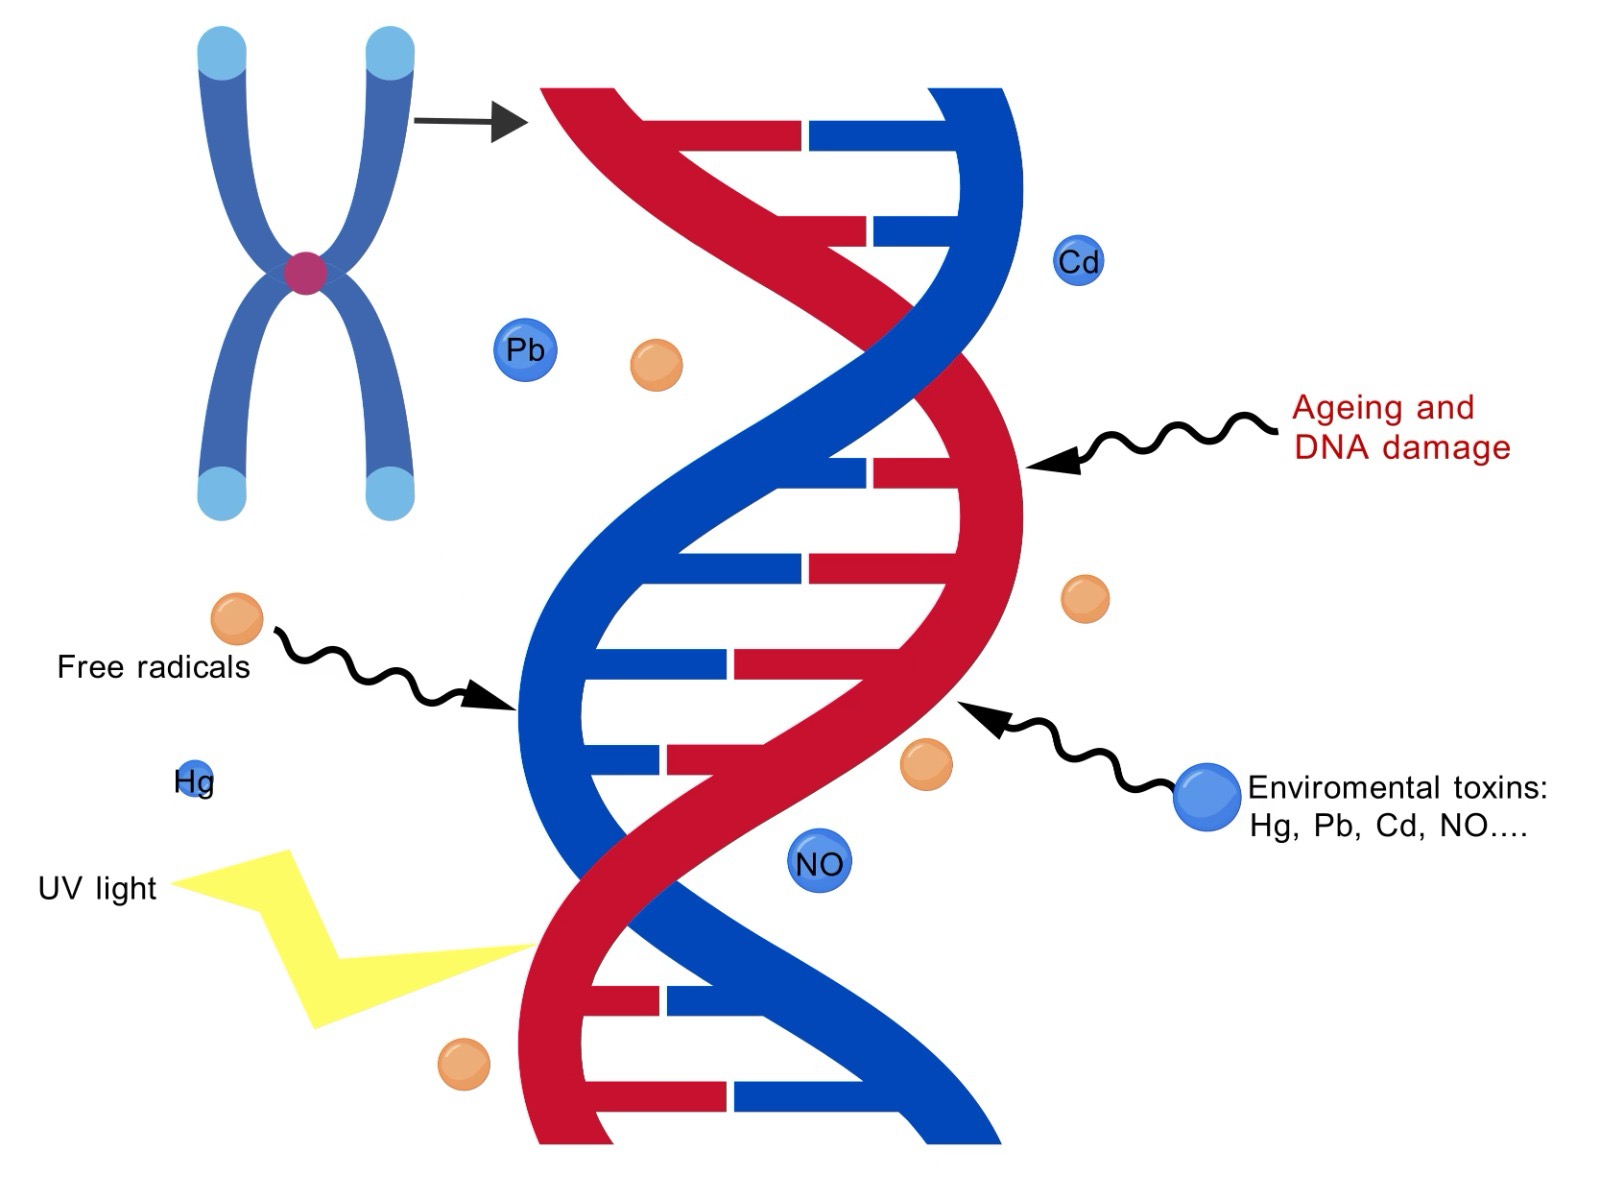 Cd
Pb
Ageing and
DNA damage
Free radicals
Hg
Enviromental toxins:
Hg, Pb, Cd, NO....
NO
UV light